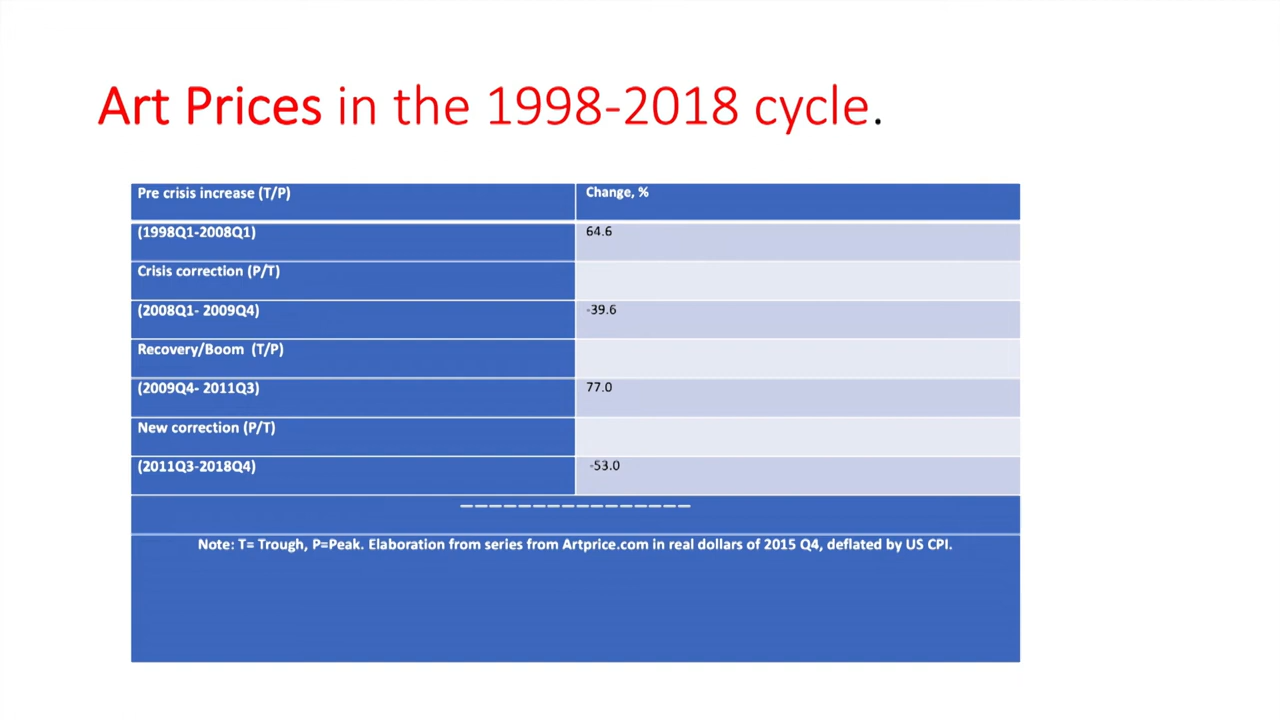 Art Prices in the 1998-2018 cycle.
Pre crisis increase (T/P) Change, %
(1998Q1-2008Q1) 64.6
Crisis correction (P/T)
(2008Q1- 2009Q4) -39.6
Recovery/Boom (T/P)
(2009Q4- 2011Q3) 77.0
New correction (P/T)
(2011Q3-2018Q4) -53.0
————————————————
Note: T= Trough, P=Peak. Elaboration from series from Artprice.com in real dollars of 2015 Q4, deflated by US CPI.